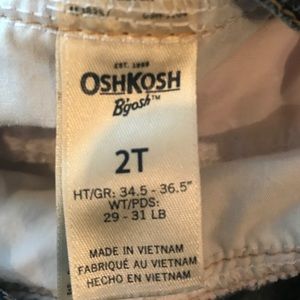 EST. 1895
OSHKOSH
B'gosh™
2T
HT/GR: 34.5 - 36.5"
WT/PDS:
29 - 31 LB
MADE IN VIETNAM
FABRIQUÉ AU VIETNAM
HECHO EN VIETNAM